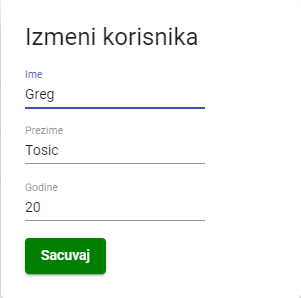 Izmeni korisnika
Ime
Greg
Prezime
Tosic
Godine
20
Sacuvaj